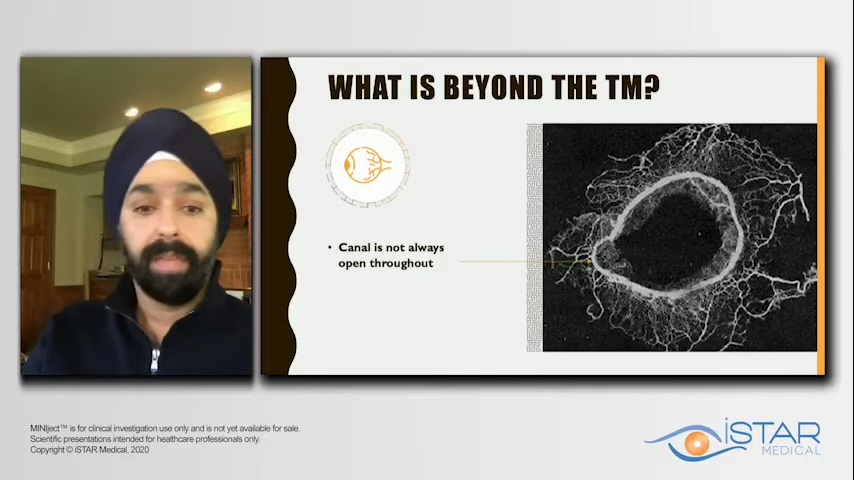 WHAT IS BEYOND THE TM?
• Canal is not always
open throughout
MINIject™ is for clinical investigation use only and is not yet available for sale.
Scientific presentations intended for healthcare professionals only.
Copyright © iSTAR Medical, 2020
iSTAR
MEDICAL